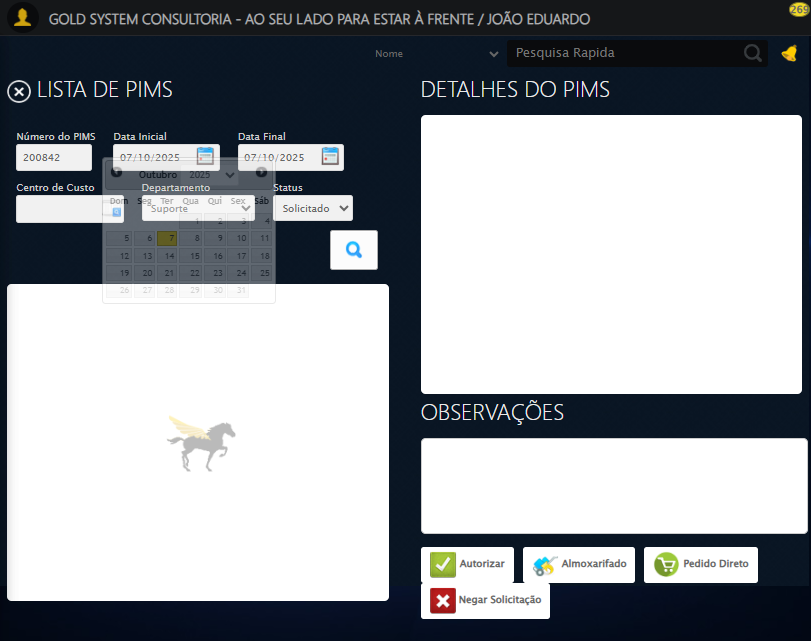 GOLD SYSTEM CONSULTORIA - AO SEU LADO PARA ESTAR À FRENTE / JOÃO EDUARDO
269
Nome
Pesquisa Rapida
LISTA DE PIMS
DETALHES DO PIMS
Número do PIMS Data Inicial Data Final
200842 07/10/2025 07/10/2025
Outubro 2025
Centro de Custo Departamento Status
Dom Seg Ter Qua Qui Sex Sáb
Suporte Solicitado
1 2 3 4
5 6 7 8 9 10 11
12 13 14 15 16 17 18
19 20 21 22 23 24 25
26 27 28 29 30 31
OBSERVAÇÕES
Autorizar Almoxarifado Pedido Direto
Negar Solicitação